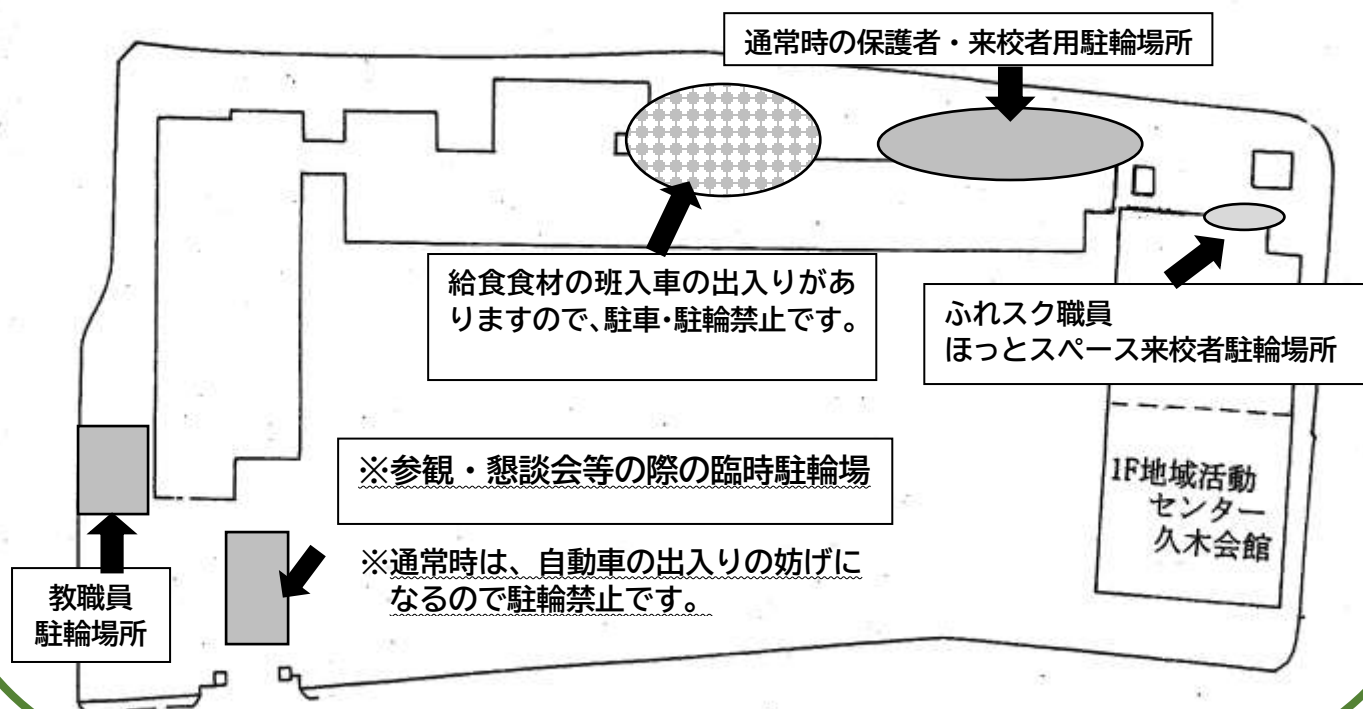 通常時の保護者・来校者用駐輪場所
給食食材の班入車の出入りがあ
りますので、駐車・駐輪禁止です。
ふれスク職員
ほっとスペース来校者駐輪場所
※参観・懇談会等の際の臨時駐輪場
※通常時は、自動車の出入りの妨げに
なるので駐輪禁止です。
1F地域活動
センター
久木会館
教職員
駐輪場所